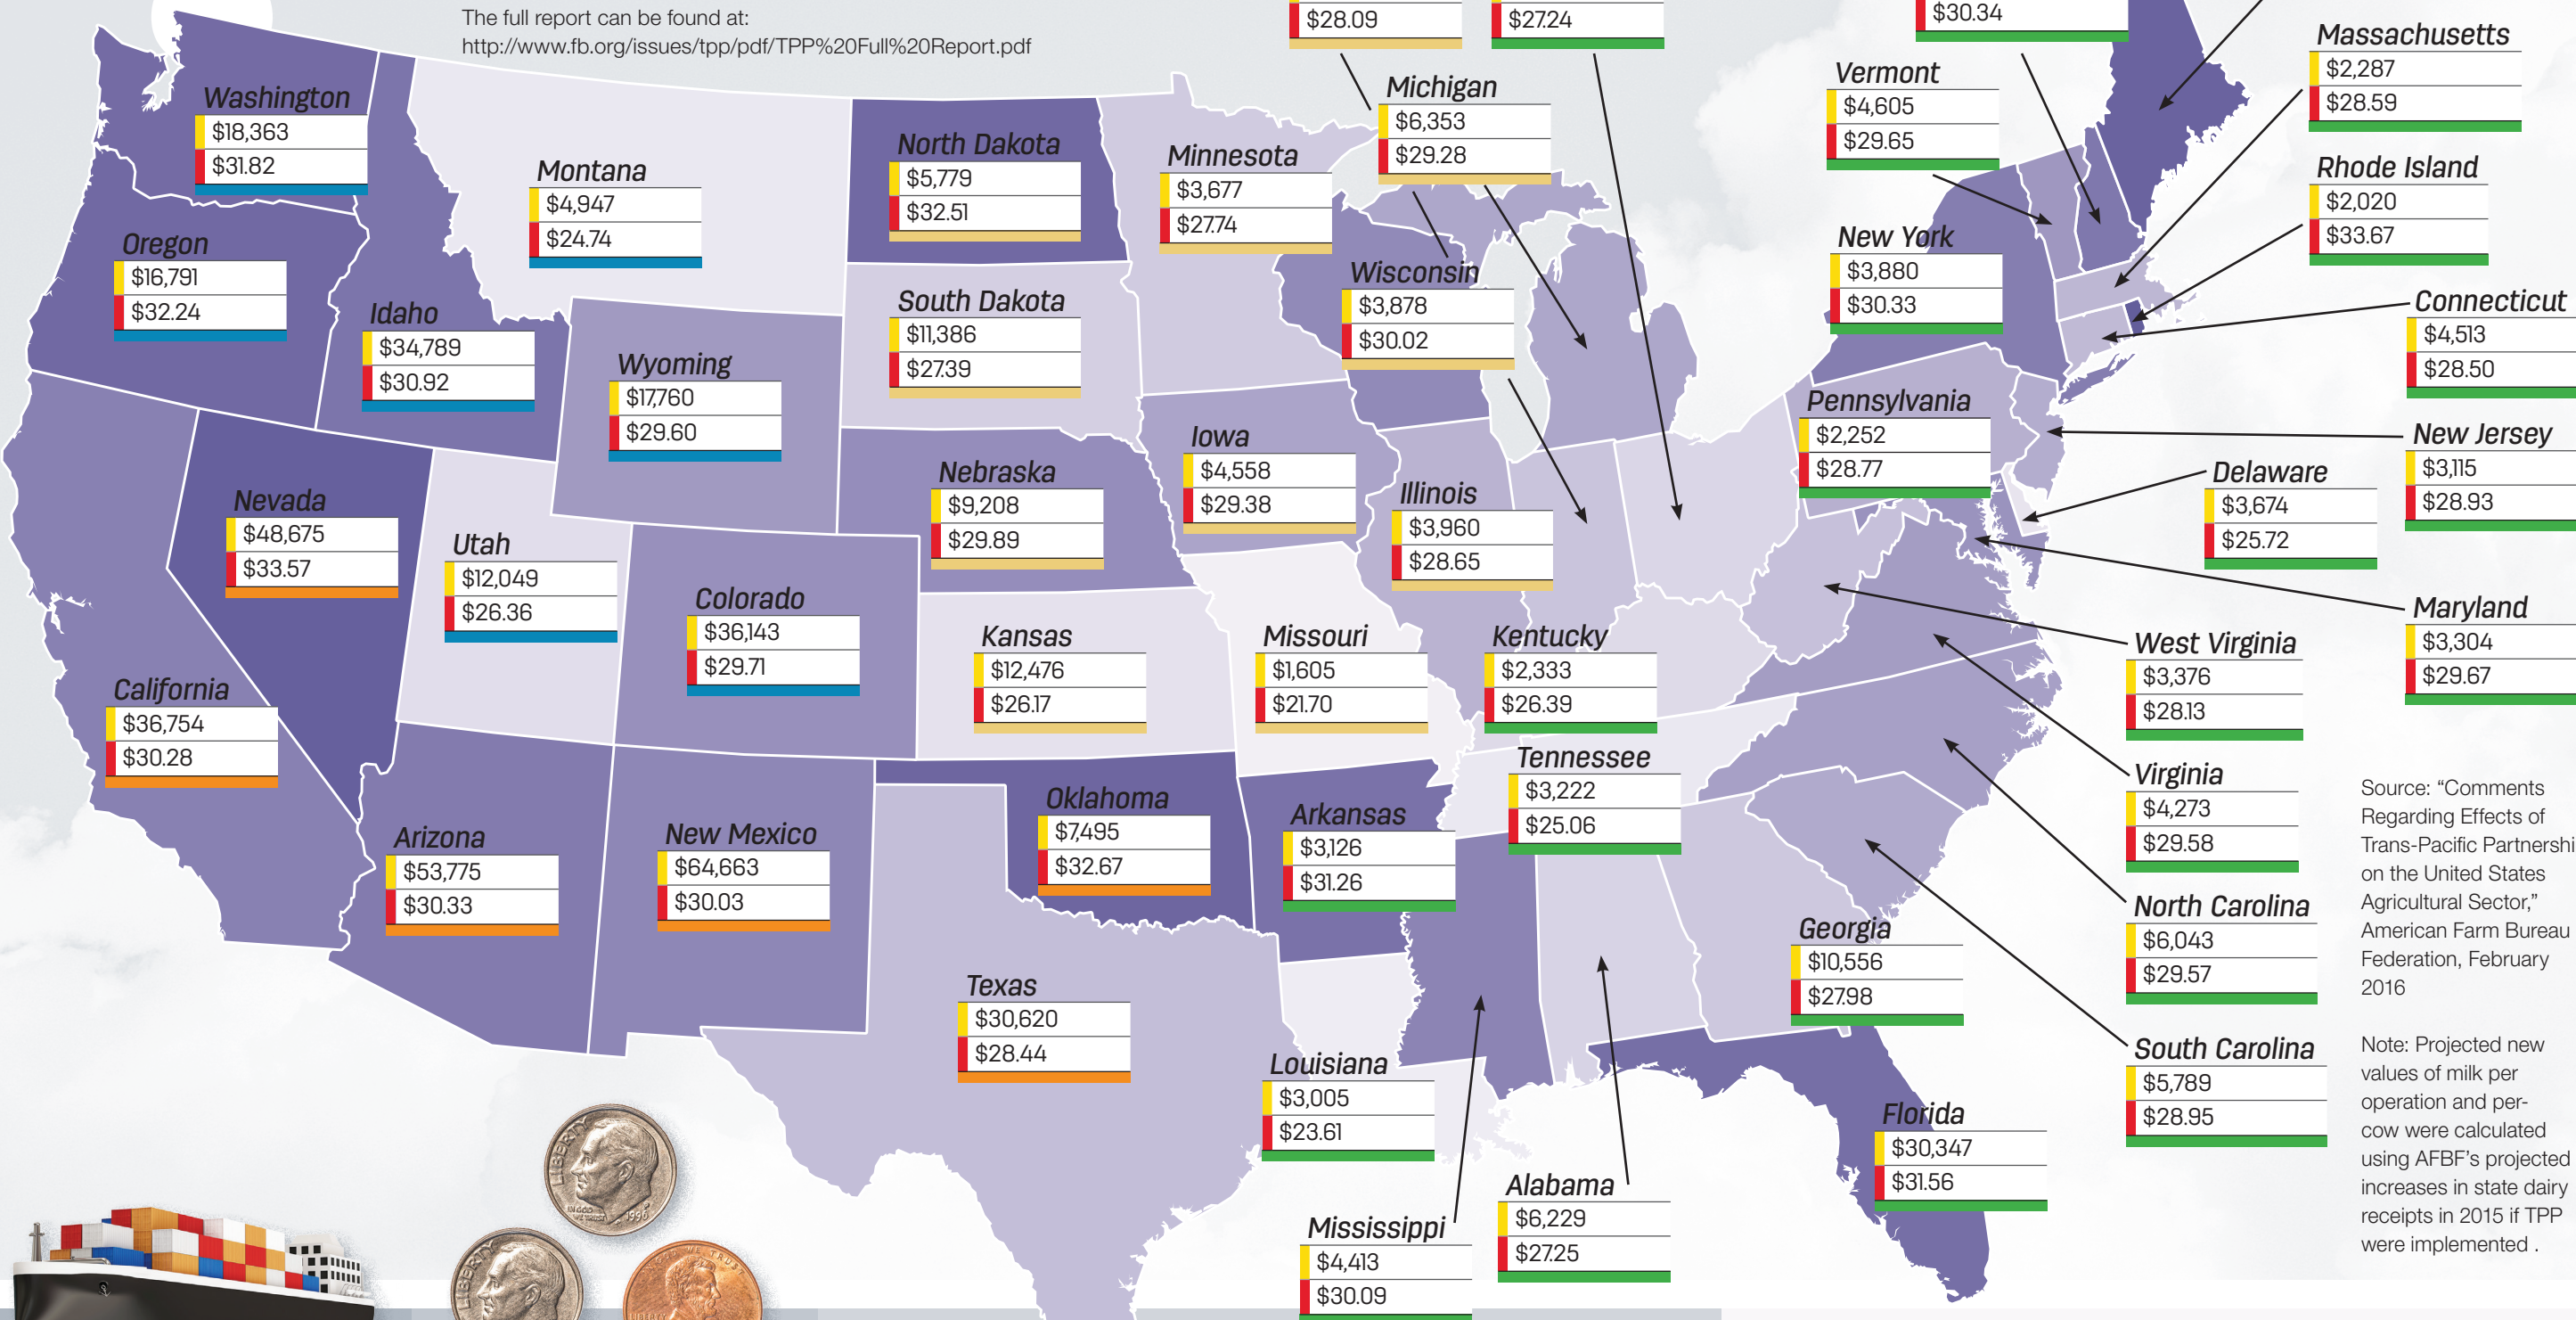 The full report can be found at:
http://www.fb.org/issues/tpp/pdf/TPP%20Full%20Report.pdf
$28.09
$27.24
$30.34
Massachusetts
$2,287
$28.59
Vermont
$4,605
$29.65
Michigan
$6,353
$29.28
Washington
$18,363
$31.82
North Dakota
$5,779
$32.51
Minnesota
$3,677
$27.74
Montana
$4,947
$24.74
Rhode Island
$2,020
$33.67
Oregon
$16,791
$32.24
New York
$3,880
$30.33
Wisconsin
$3,878
$30.02
South Dakota
$11,386
$27.39
Connecticut
$4,513
$28.50
Idaho
$34,789
$30.92
Wyoming
$17,760
$29.60
Pennsylvania
$2,252
$28.77
New Jersey
$3,115
$28.93
Iowa
$4,558
$29.38
Nebraska
$9,208
$29.89
Delaware
$3,674
$25.72
Illinois
$3,960
$28.65
Nevada
$48,675
$33.57
Utah
$12,049
$26.36
Colorado
$36,143
$29.71
Maryland
$3,304
$29.67
Kansas
$12,476
$26.17
Missouri
$1,605
$21.70
Kentucky
$2,333
$26.39
West Virginia
$3,376
$28.13
California
$36,754
$30.28
Tennessee
$3,222
$25.06
Virginia
$4,273
$29.58
Oklahoma
$7,495
$32.67
Arkansas
$3,126
$31.26
Arizona
$53,775
$30.33
New Mexico
$64,663
$30.03
North Carolina
$6,043
$29.57
Georgia
$10,556
$27.98
Texas
$30,620
$28.44
South Carolina
$5,789
$28.95
Louisiana
$3,005
$23.61
Florida
$30,347
$31.56
Alabama
$6,229
$27.25
Mississippi
$4,413
$30.09
Source: “Comments
Regarding Effects of
Trans-Pacific Partnershi
on the United States
Agricultural Sector,”
American Farm Bureau
Federation, February
2016
Note: Projected new
values of milk per
operation and per-
cow were calculated
using AFBF’s projected
increases in state dairy
receipts in 2015 if TPP
were implemented .
LIBERTY
IN GOD
WE TRUST
1996
P
LIBERTY